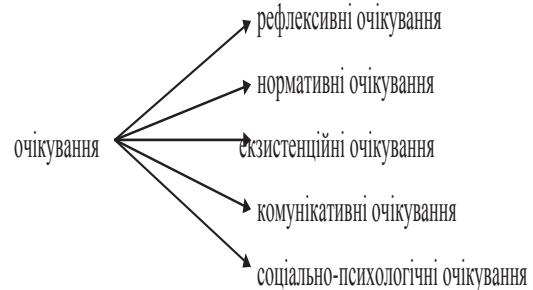 рефлексивні очікування
нормативні очікування
очікування
екзистенційні очікування
комунікативні очікування
соціально-психологічні очікування